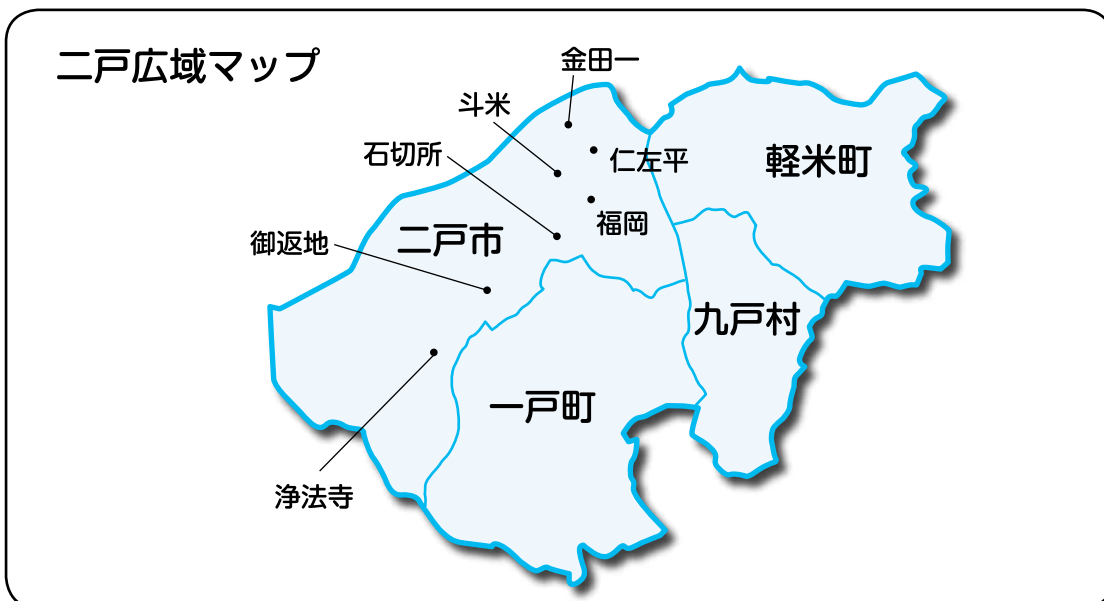 二戸広域マップ
金田一
斗米
石切所
仁左平
軽米町
福岡
御返地
二戸市
九戸村
一戸町
浄法寺